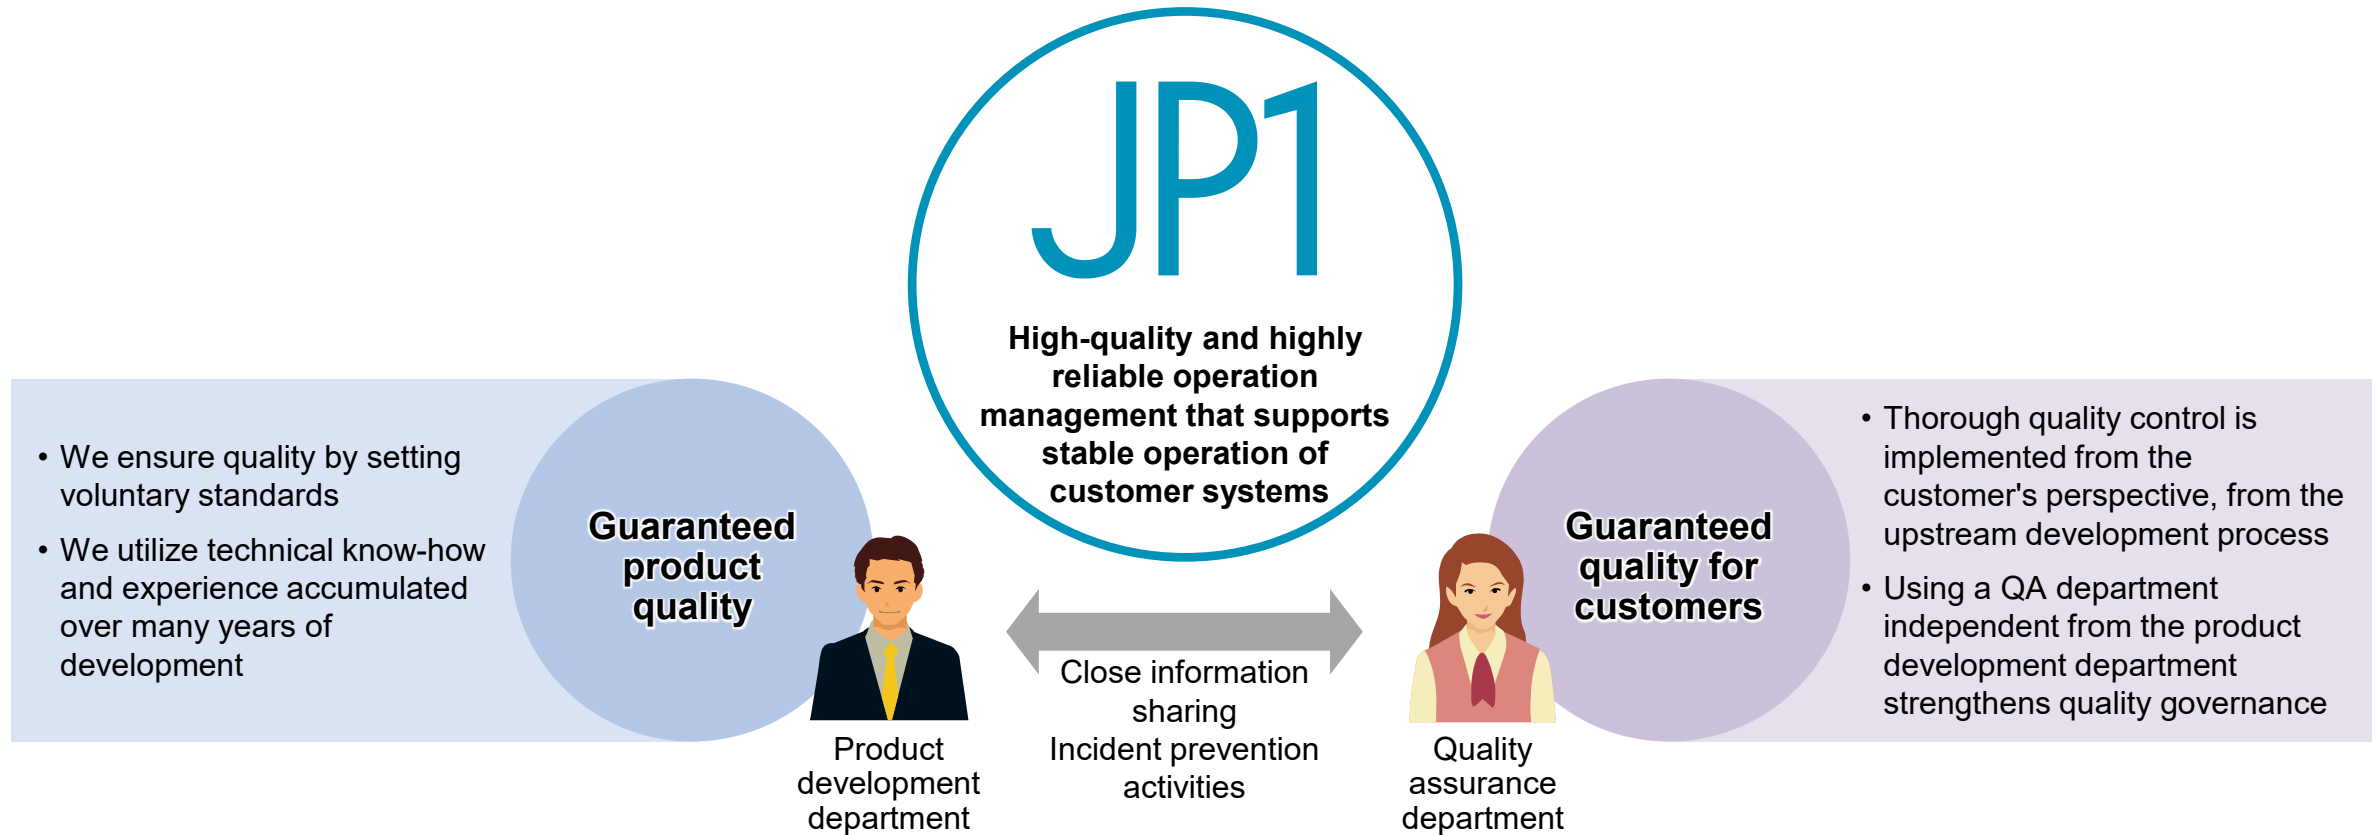 JP1
High-quality and highly
reliable operation
management that supports
stable operation of
customer systems
• We ensure quality by setting
voluntary standards
• We utilize technical know-how
and experience accumulated
over many years of
development
Guaranteed
product
quality
Product
development
department
Close information
sharing
Incident prevention
activities
Quality
assurance
department
Guaranteed
quality for
customers
• Thorough quality control is
implemented from the
customer's perspective, from the
upstream development process
• Using a QA department
independent from the product
development department
strengthens quality governance